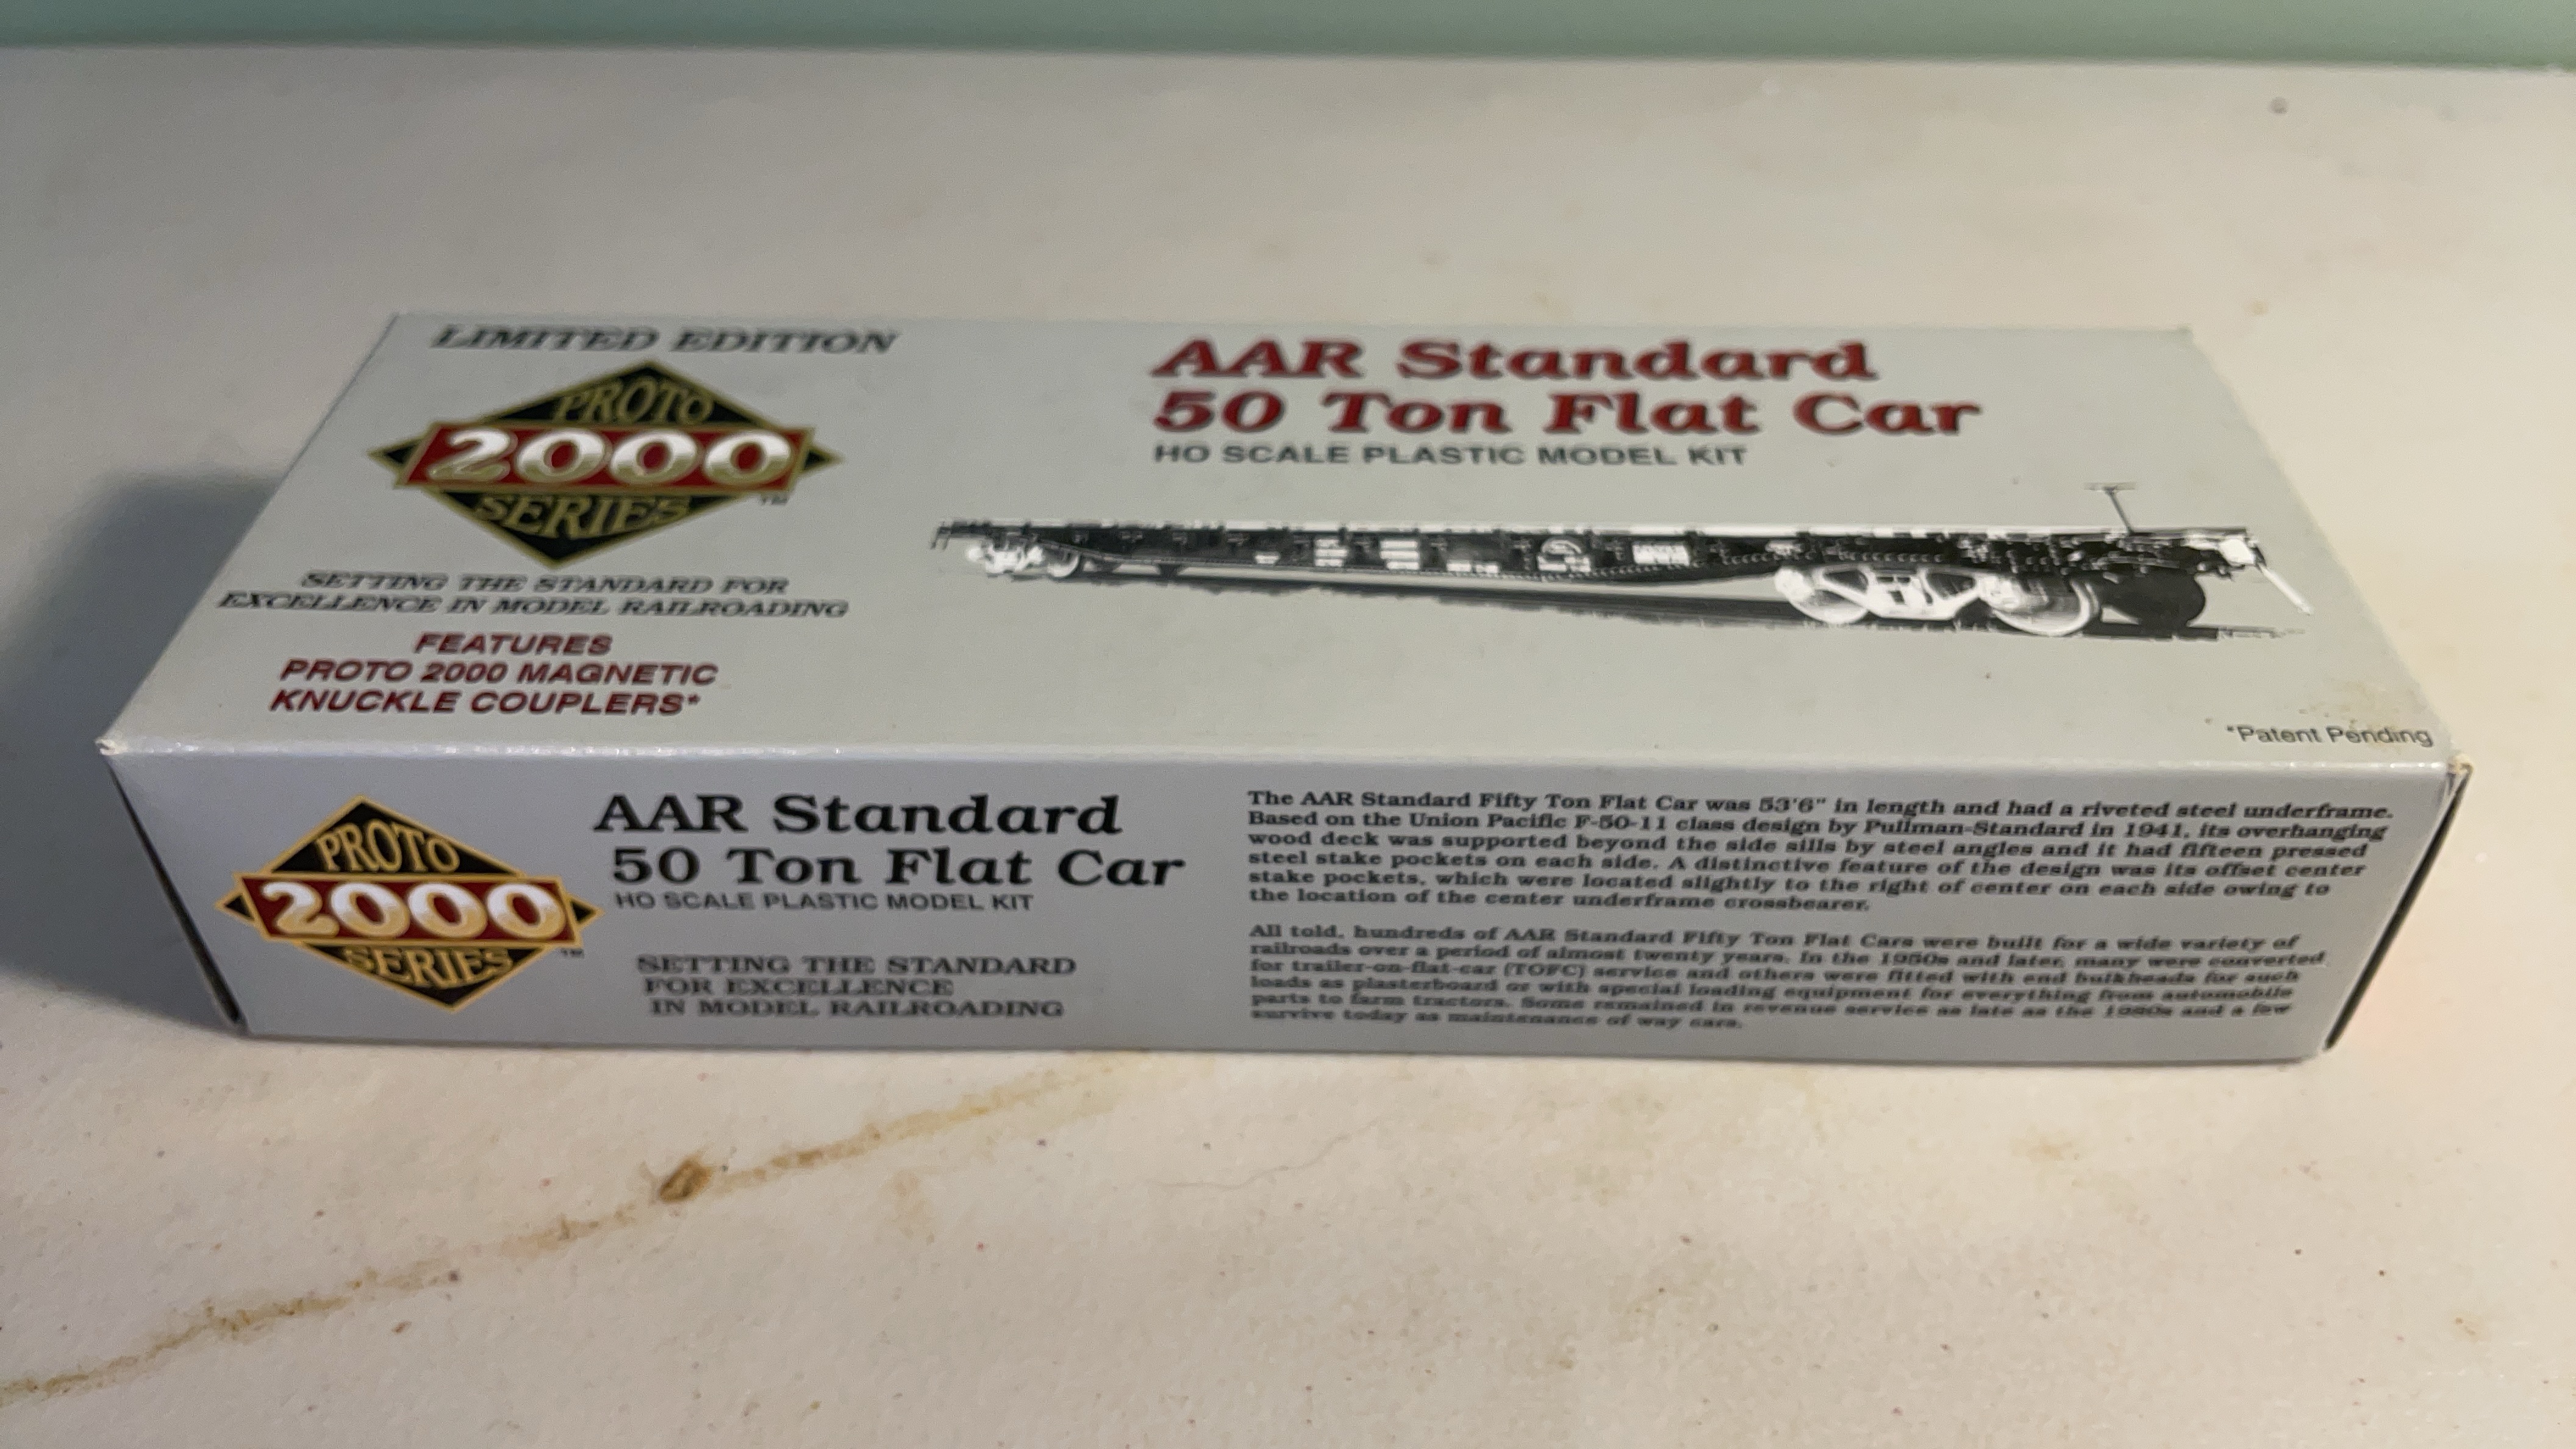 LIMITED EDITION
PROTO
2000
SERIES
TM
SETTING THE STANDARD FOR
EXCELLENCE IN MODEL RAILROADING
FEATURES
PROTO 2000 MAGNETIC
KNUCKLE COUPLERS*
AAR Standard
50 Ton Flat Car
HO SCALE PLASTIC MODEL KIT
*Patent Pending
PROTO
2000
SERIES
TM
AAR Standard
50 Ton Flat Car
HO SCALE PLASTIC MODEL KIT
SETTING THE STANDARD
FOR EXCELLENCE
IN MODEL RAILROADING
The AAR Standard Fifty Ton Flat Car was 53'6" in length and had a riveted steel underframe.
Based on the Union Pacific F-50-11 class design by Pullman-Standard in 1941, its overhanging
wood deck was supported beyond the side sills by steel angles and it had fifteen pressed
steel stake pockets on each side. A distinctive feature of the design was its offset center
stake pockets, which were located slightly to the right of center on each side owing to
the location of the center underframe crossbearer.
All told, hundreds of AAR Standard Fifty Ton Flat Cars were built for a wide variety of
railroads over a period of almost twenty years. In the 1950s and later, many were converted
for trailer-on-flat-car (TOFC) service and others were fitted with end bulkheads for such
loads as plasterboard or with special loading equipment for everything from automobile
parts to farm tractors. Some remained in revenue service as late as the 1980s and a few
survive today as maintenance of way cars.